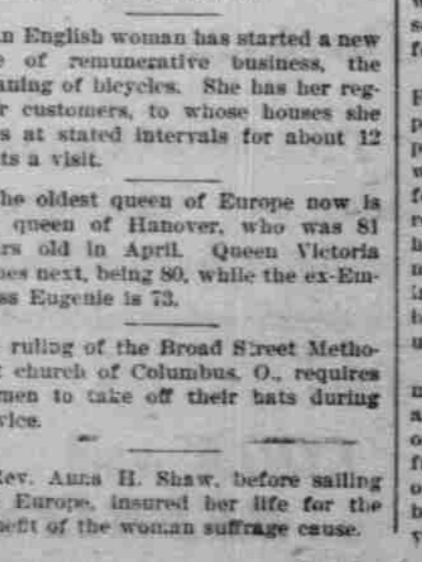 n English woman has started a new
e of remunerative business, the
aning of bicycles. She has her reg-
r customers, to whose houses she
s at stated intervals for about 12
ts a visit.
he oldest queen of Europe now is
queen of Hanover, who was 81
rs old in April. Queen Victoria
nes next, being 80, while the ex-Em-
ss Eugenie is 73.
ruling of the Broad Street Metho-
t church of Columbus, O., requires
men to take off their hats during
vice.
Rev. Anna H. Shaw, before sailing
Europe, insured her life for the
nefit of the woman suffrage cause.